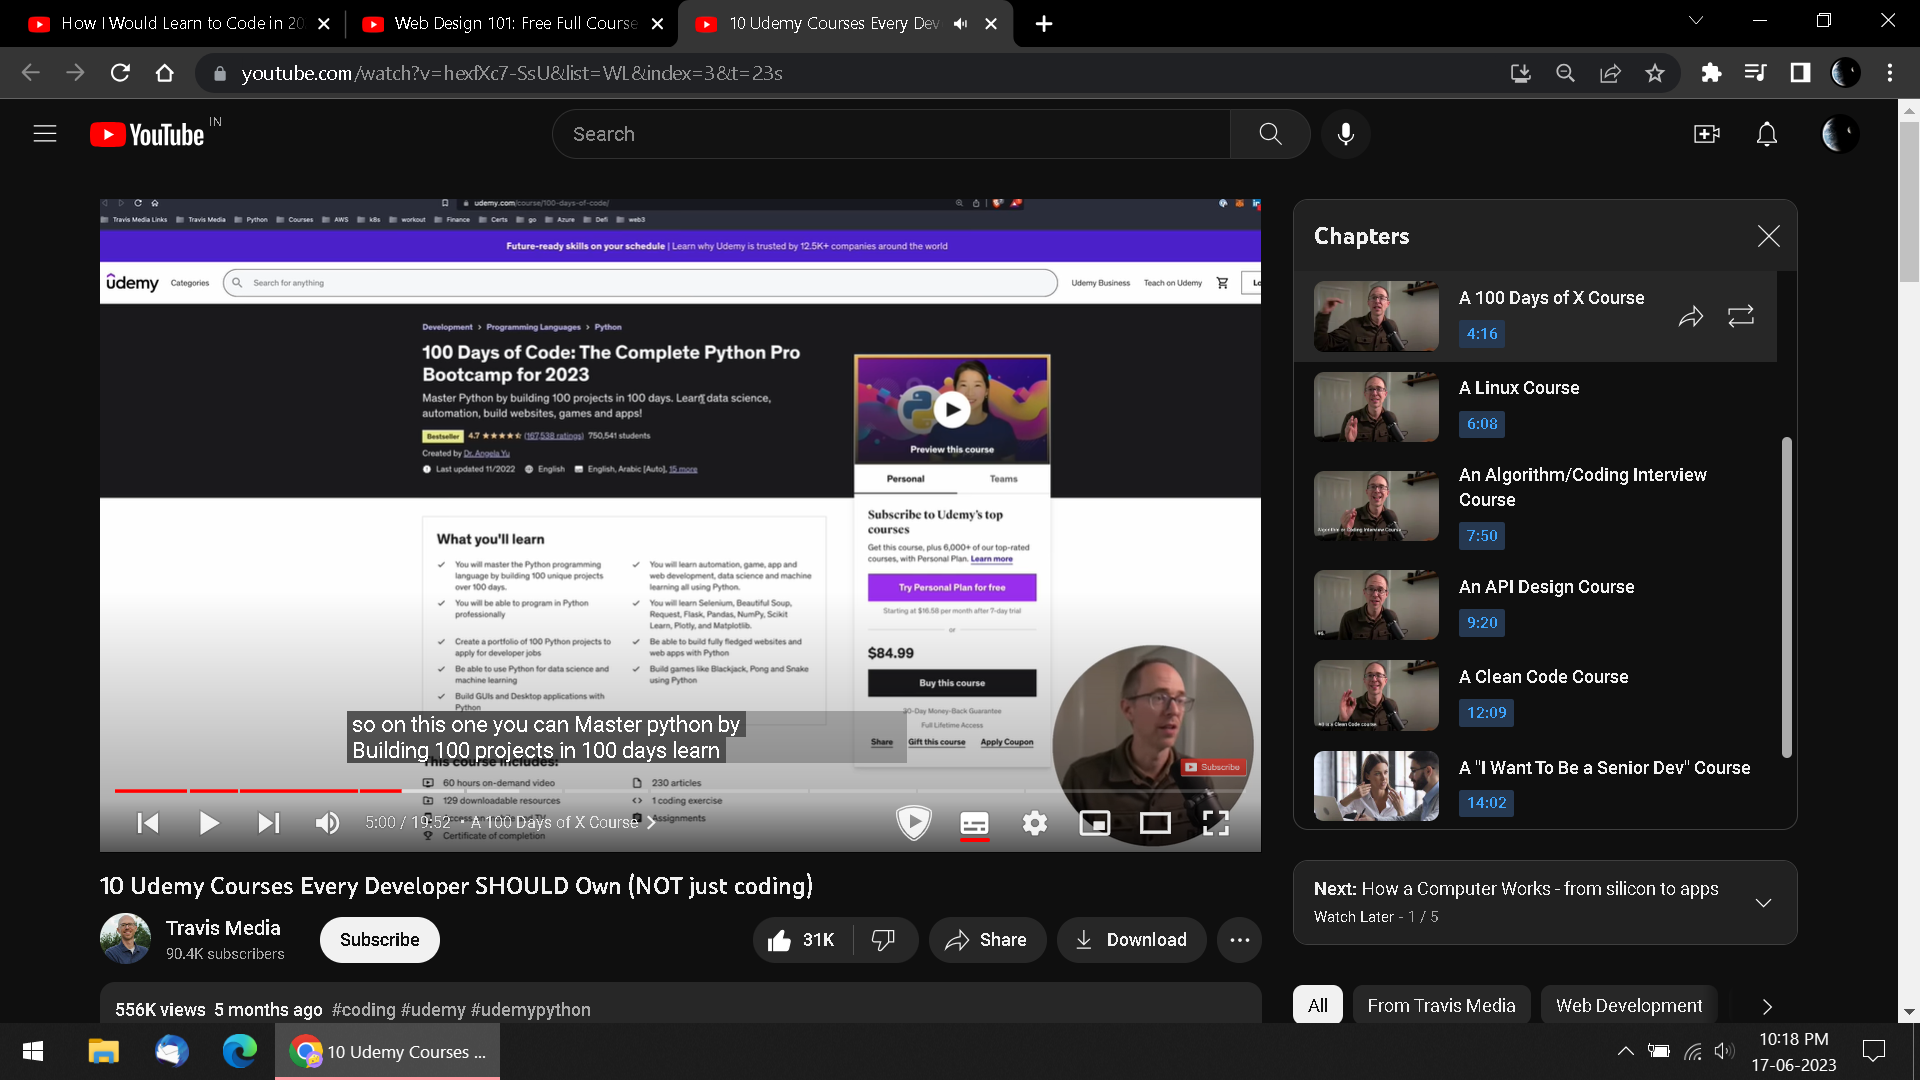 How I Would Learn to Code in 20
Web Design 101: Free Full Course
10 Udemy Courses Every Dev
youtube.com/watch?v=hexfXc7-SsU&list=WL&index=3&t=23s
YouTube IN
Search
udemy.com/course/100-days-of-code/
Travis Media Links Travis Media Python Courses AWS k8s workout Finance Certs go Azure Defi web3
Future-ready skills on your schedule | Learn why Udemy is trusted by 12.5K+ companies around the world
ûdemy Categories Search for anything Udemy Business Teach on Udemy
Development > Programming Languages > Python
100 Days of Code: The Complete Python Pro
Bootcamp for 2023
Master Python by building 100 projects in 100 days. Learn data science,
automation, build websites, games and apps!
Bestseller 4.7 (167,538 ratings) 750,541 students
Created by Dr. Angela Yu
Last updated 11/2022 English English, Arabic [Auto], 15 more
Preview this course
Personal Teams
Subscribe to Udemy's top
courses
Get this course, plus 6,000+ of our top-rated
courses, with Personal Plan. Learn more
Try Personal Plan for free
Starting at $16.58 per month after 7-day trial
or
$84.99
Buy this course
30-Day Money-Back Guarantee
Full Lifetime Access
Share Gift this course Apply Coupon
What you'll learn
You will master the Python programming
language by building 100 unique projects
over 100 days.
You will be able to program in Python
professionally
Create a portfolio of 100 Python projects to
apply for developer jobs
Be able to use Python for data science and
machine learning
Build GUIs and Desktop applications with
Python
You will learn automation, game, app and
web development, data science and machine
learning all using Python.
You will learn Selenium, Beautiful Soup,
Request, Flask, Pandas, NumPy, Scikit
Learn, Plotly, and Matplotlib.
Be able to build fully fledged websites and
web apps with Python
Build games like Blackjack, Pong and Snake
using Python
so on this one you can Master python by
Building 100 projects in 100 days learn
This course includes:
60 hours on-demand video
129 downloadable resources
Certificate of completion
230 articles
1 coding exercise
Assignments
Subscribe
5:00 / 19:52 • A 100 Days of X Course >
Chapters
A 100 Days of X Course
4:16
A Linux Course
6:08
An Algorithm/Coding Interview
Course
7:50
An API Design Course
9:20
A Clean Code Course
12:09
A "I Want To Be a Senior Dev" Course
14:02
10 Udemy Courses Every Developer SHOULD Own (NOT just coding)
Travis Media
90.4K subscribers
Subscribe
31K
Share
Download
Next: How a Computer Works - from silicon to apps
Watch Later - 1 / 5
All From Travis Media Web Development
556K views 5 months ago #coding #udemy #udemypython
10 Udemy Courses ...
10:18 PM
17-06-2023